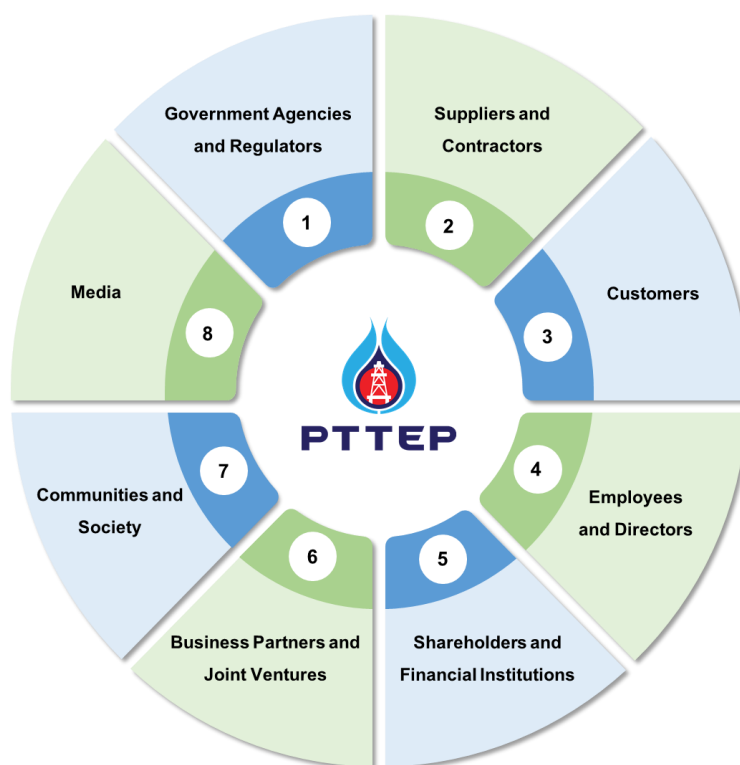 Government Agencies
and Regulators
1
Suppliers and
Contractors
2
Customers
3
Employees
and Directors
4
Shareholders and
Financial Institutions
5
Business Partners and
Joint Ventures
6
Communities and
Society
7
Media
8
PTTEP